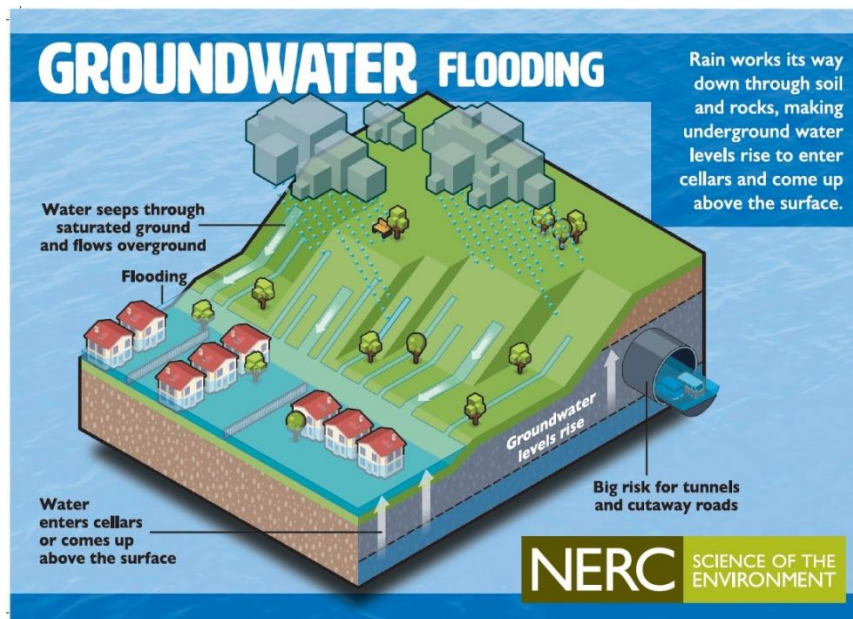 GROUNDWATER FLOODING
Rain works its way
down through soil
and rocks, making
underground water
levels rise to enter
cellars and come up
above the surface.
Water seeps through
saturated ground
and flows overground
Flooding
Groundwater
levels rise
Big risk for tunnels
and cutaway roads
Water
enters cellars
or comes up
above the surface
NERC
SCIENCE OF THE
ENVIRONMENT